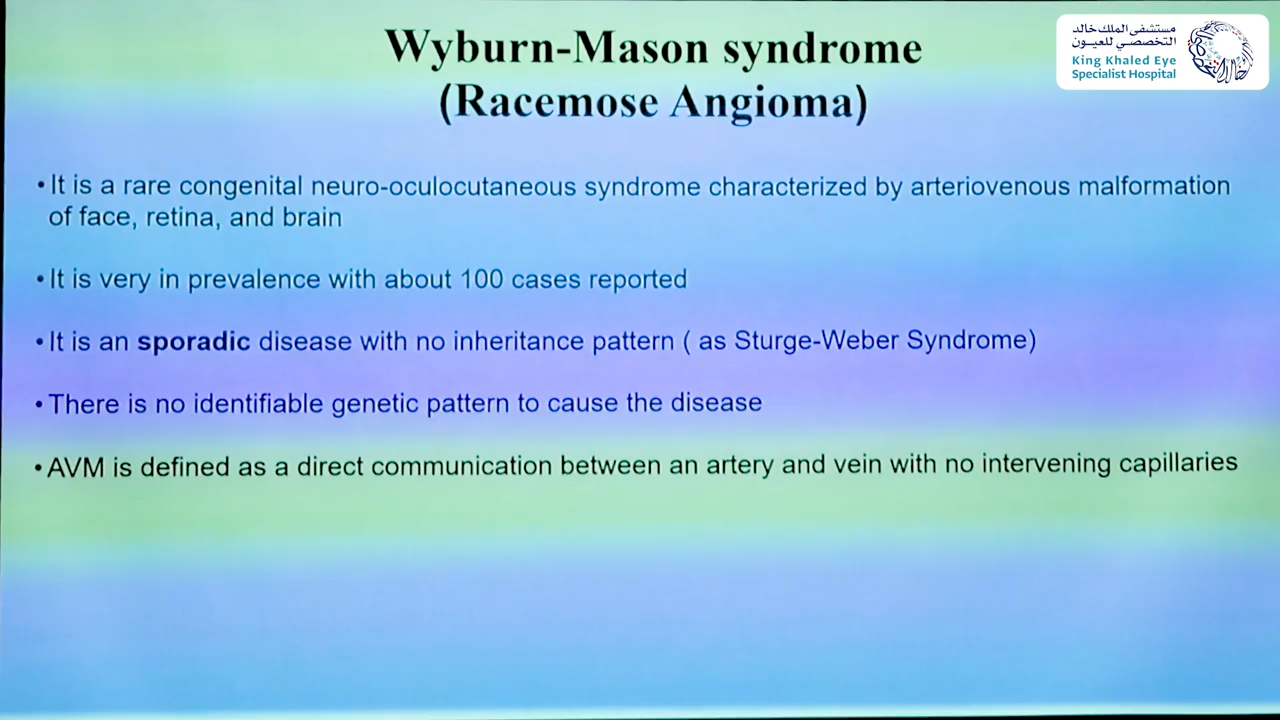 Wyburn-Mason syndrome
(Racemose Angioma)
مستشفى الملك خالد
التخصصي للعيون
King Khaled Eye
Specialist Hospital
• It is a rare congenital neuro-oculocutaneous syndrome characterized by arteriovenous malformation
of face, retina, and brain
• It is very in prevalence with about 100 cases reported
• It is an sporadic disease with no inheritance pattern ( as Sturge-Weber Syndrome)
• There is no identifiable genetic pattern to cause the disease
• AVM is defined as a direct communication between an artery and vein with no intervening capillaries